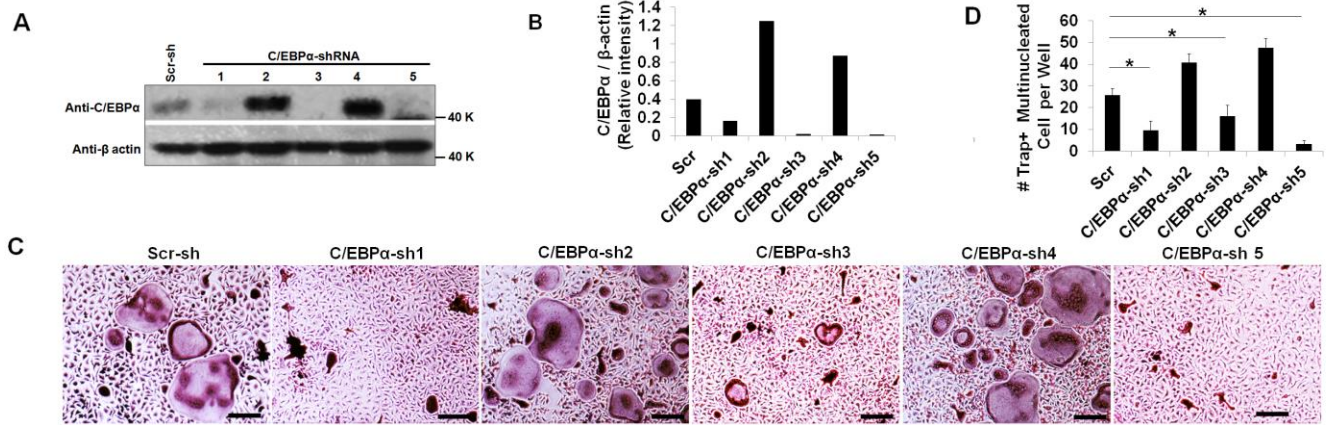 A
Scr-sh
C/EBPα-shRNA
1 2 3 4 5
Anti-C/EBPα
40 K
Anti-β actin
40 K
B
C/EBPα / β-actin
(Relative intensity)
1.4
1.2
1
0.8
0.6
0.4
0.2
0
Scr
C/EBPα-sh1
C/EBPα-sh2
C/EBPα-sh3
C/EBPα-sh4
C/EBPα-sh5
D
# Trap+ Multinucleated
Cell per Well
60
50
40
30
20
10
0
*
*
*
Scr
C/EBPα-sh1
C/EBPα-sh2
C/EBPα-sh3
C/EBPα-sh4
C/EBPα-sh5
C
Scr-sh C/EBPα-sh1 C/EBPα-sh2 C/EBPα-sh3 C/EBPα-sh4 C/EBPα-sh 5